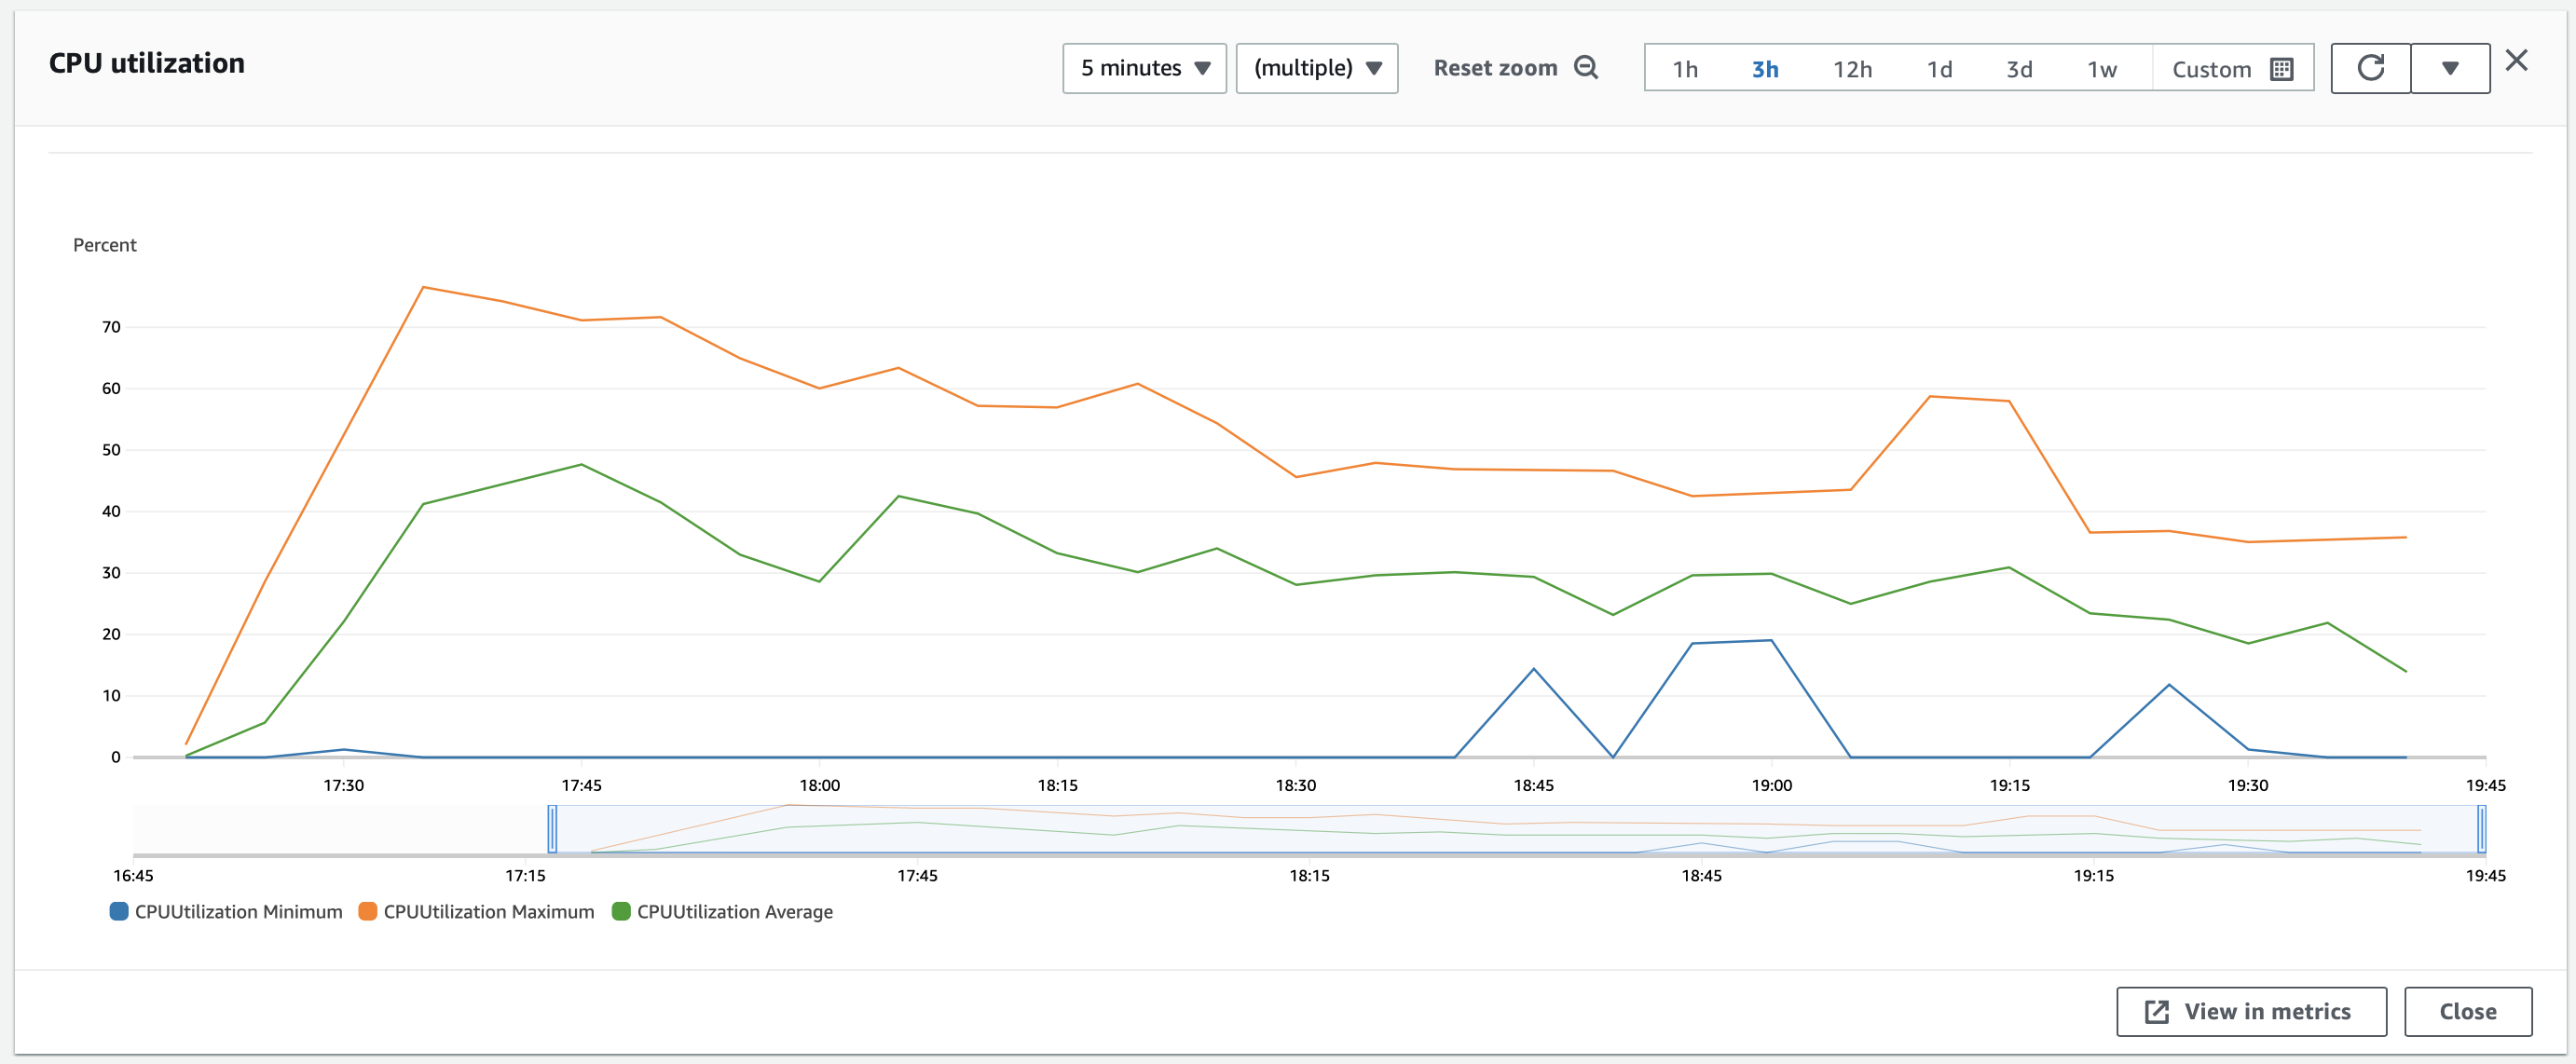 CPU utilization
5 minutes
(multiple)
Reset zoom
1h 3h 12h 1d 3d 1w Custom
Percent
70
60
50
40
30
20
10
0
17:30 17:45 18:00 18:15 18:30 18:45 19:00 19:15 19:30 19:45
16:45 17:15 17:45 18:15 18:45 19:15 19:45
CPUUtilization Minimum CPUUtilization Maximum CPUUtilization Average
View in metrics
Close